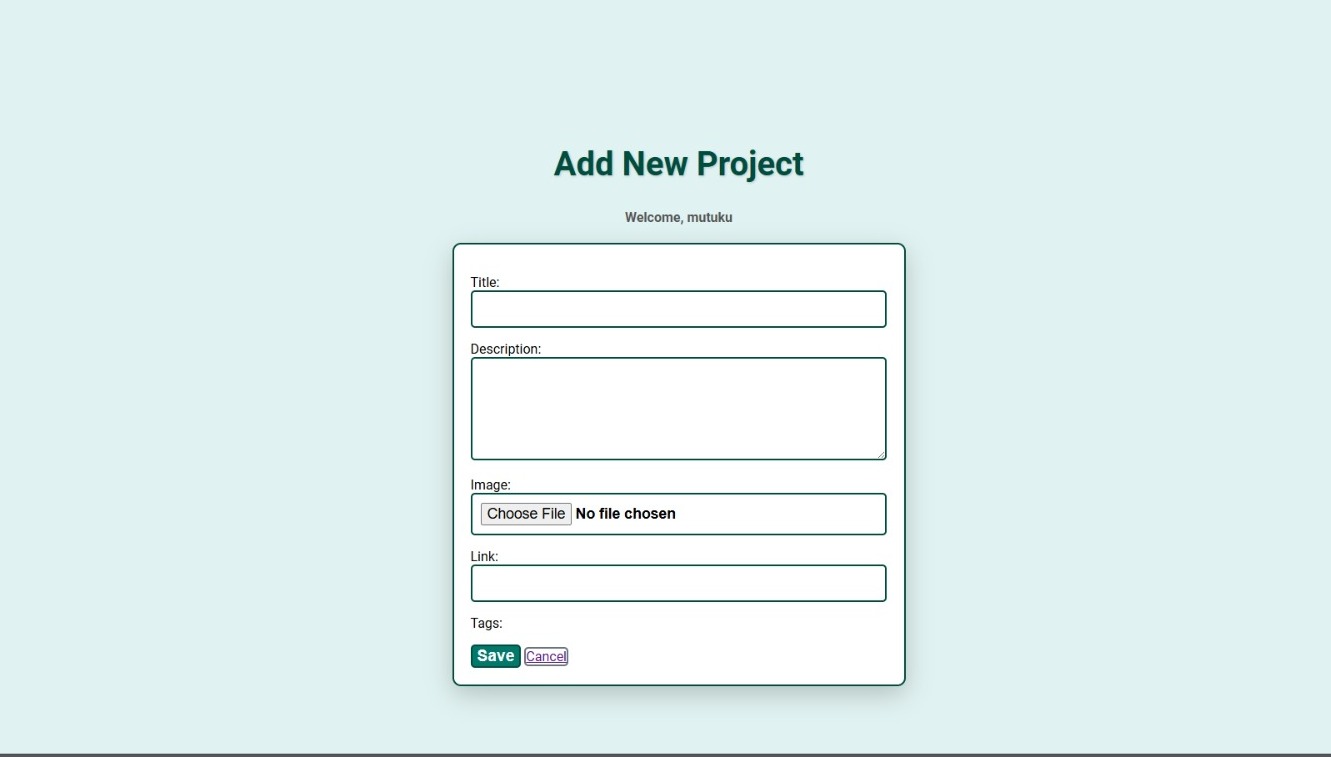 Add New Project
Welcome, mutuku
Title:
Description:
Image:
Choose File No file chosen
Link:
Tags:
Save Cancel